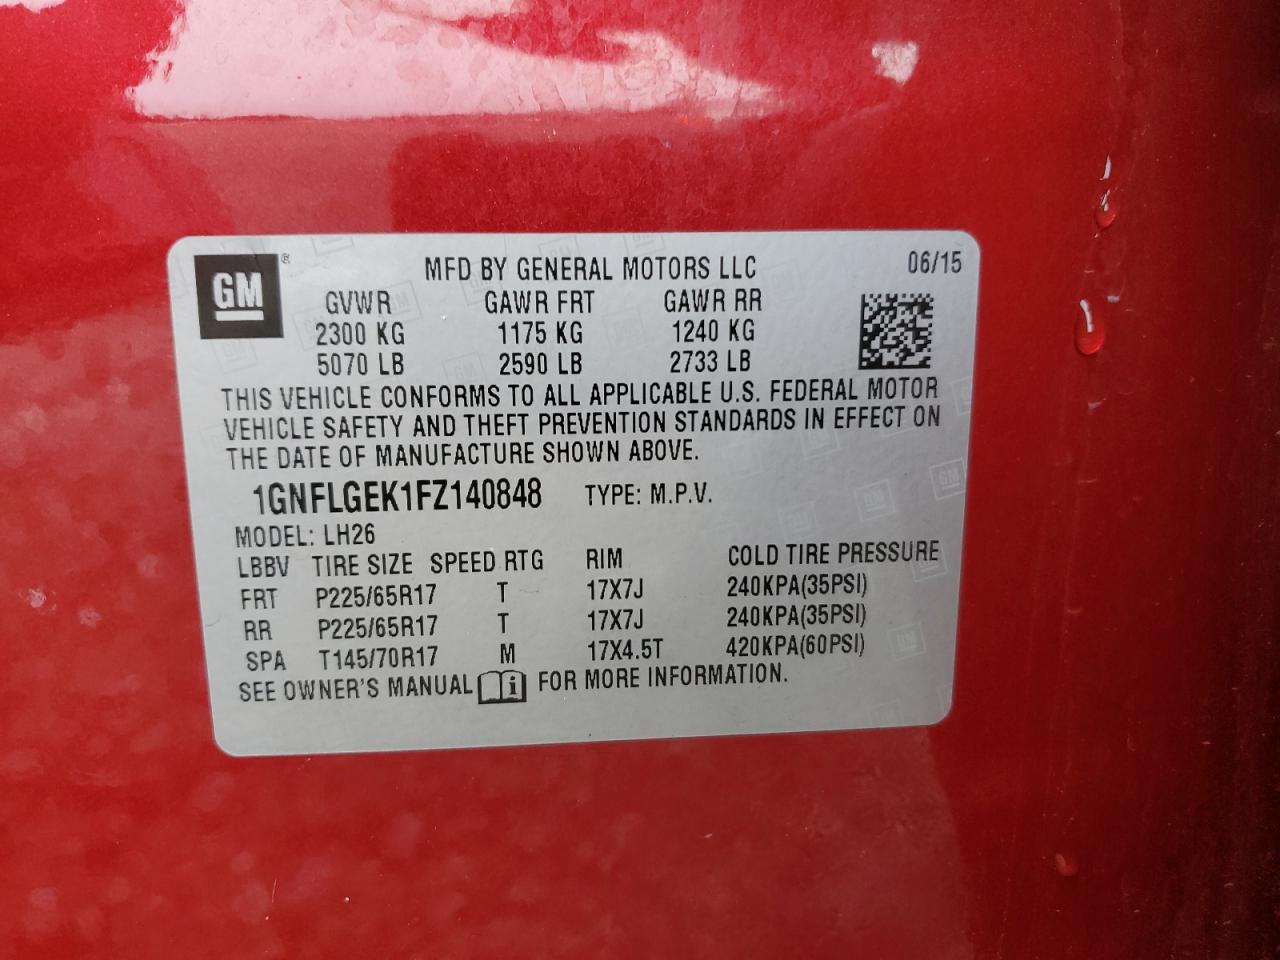 GM ® MFD BY GENERAL MOTORS LLC 06/15
GVWR GAWR FRT GAWR RR
2300 KG 1175 KG 1240 KG
5070 LB 2590 LB 2733 LB
THIS VEHICLE CONFORMS TO ALL APPLICABLE U.S. FEDERAL MOTOR
VEHICLE SAFETY AND THEFT PREVENTION STANDARDS IN EFFECT ON
THE DATE OF MANUFACTURE SHOWN ABOVE.
1GNFLGEK1FZ140848 TYPE: M.P.V.
MODEL: LH26
LBBV TIRE SIZE SPEED RTG RIM COLD TIRE PRESSURE
FRT P225/65R17 T 17X7J 240KPA(35PSI)
RR P225/65R17 T 17X7J 240KPA(35PSI)
SPA T145/70R17 M 17X4.5T 420KPA(60PSI)
SEE OWNER'S MANUAL i FOR MORE INFORMATION.